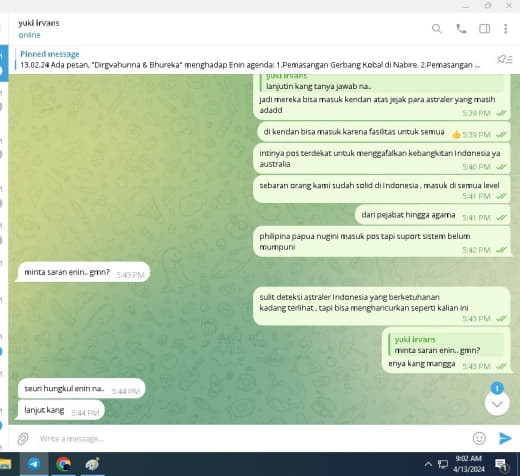 yuki irvans
online
Pinned message
13.02.24 Ada pesan, "Dirgvahunna & Bhureka" menghadap Enin agenda: 1.Pemasangan Gerbang Kobal di Nabire. 2.Pemasangan ...
yuki irvans
lanjutin kang tanya jawab na..
jadi mereka bisa masuk kendan atas jejak para astraler yang masih
adadd
5:39 PM
di kendan bisa masuk karena fasilitas untuk semua 👍 5:39 PM
intinya pos terdekat untuk menggafalkan kebangkitan Indonesia ya
australia
5:40 PM
sebaran orang kami sudah solid di Indonesia , masuk di semua level
5:41 PM
dari pejabat hingga agama 5:41 PM
philipina papua nugini masuk pos tapi suport sistem belum
mumpuni
5:42 PM
minta saran enin.. gmn? 5:43 PM
sulit deteksi astraler Indonesia yang berketuhanan
kadang terlihat , tapi bisa menghancurkan seperti kalian ini
5:43 PM
yuki irvans
minta saran enin.. gmn?
enya kang mangga 5:43 PM
seuri hungkul enin na.. 5:44 PM
lanjut kang 5:44 PM
1
Write a message...
9:02 AM
4/13/2024